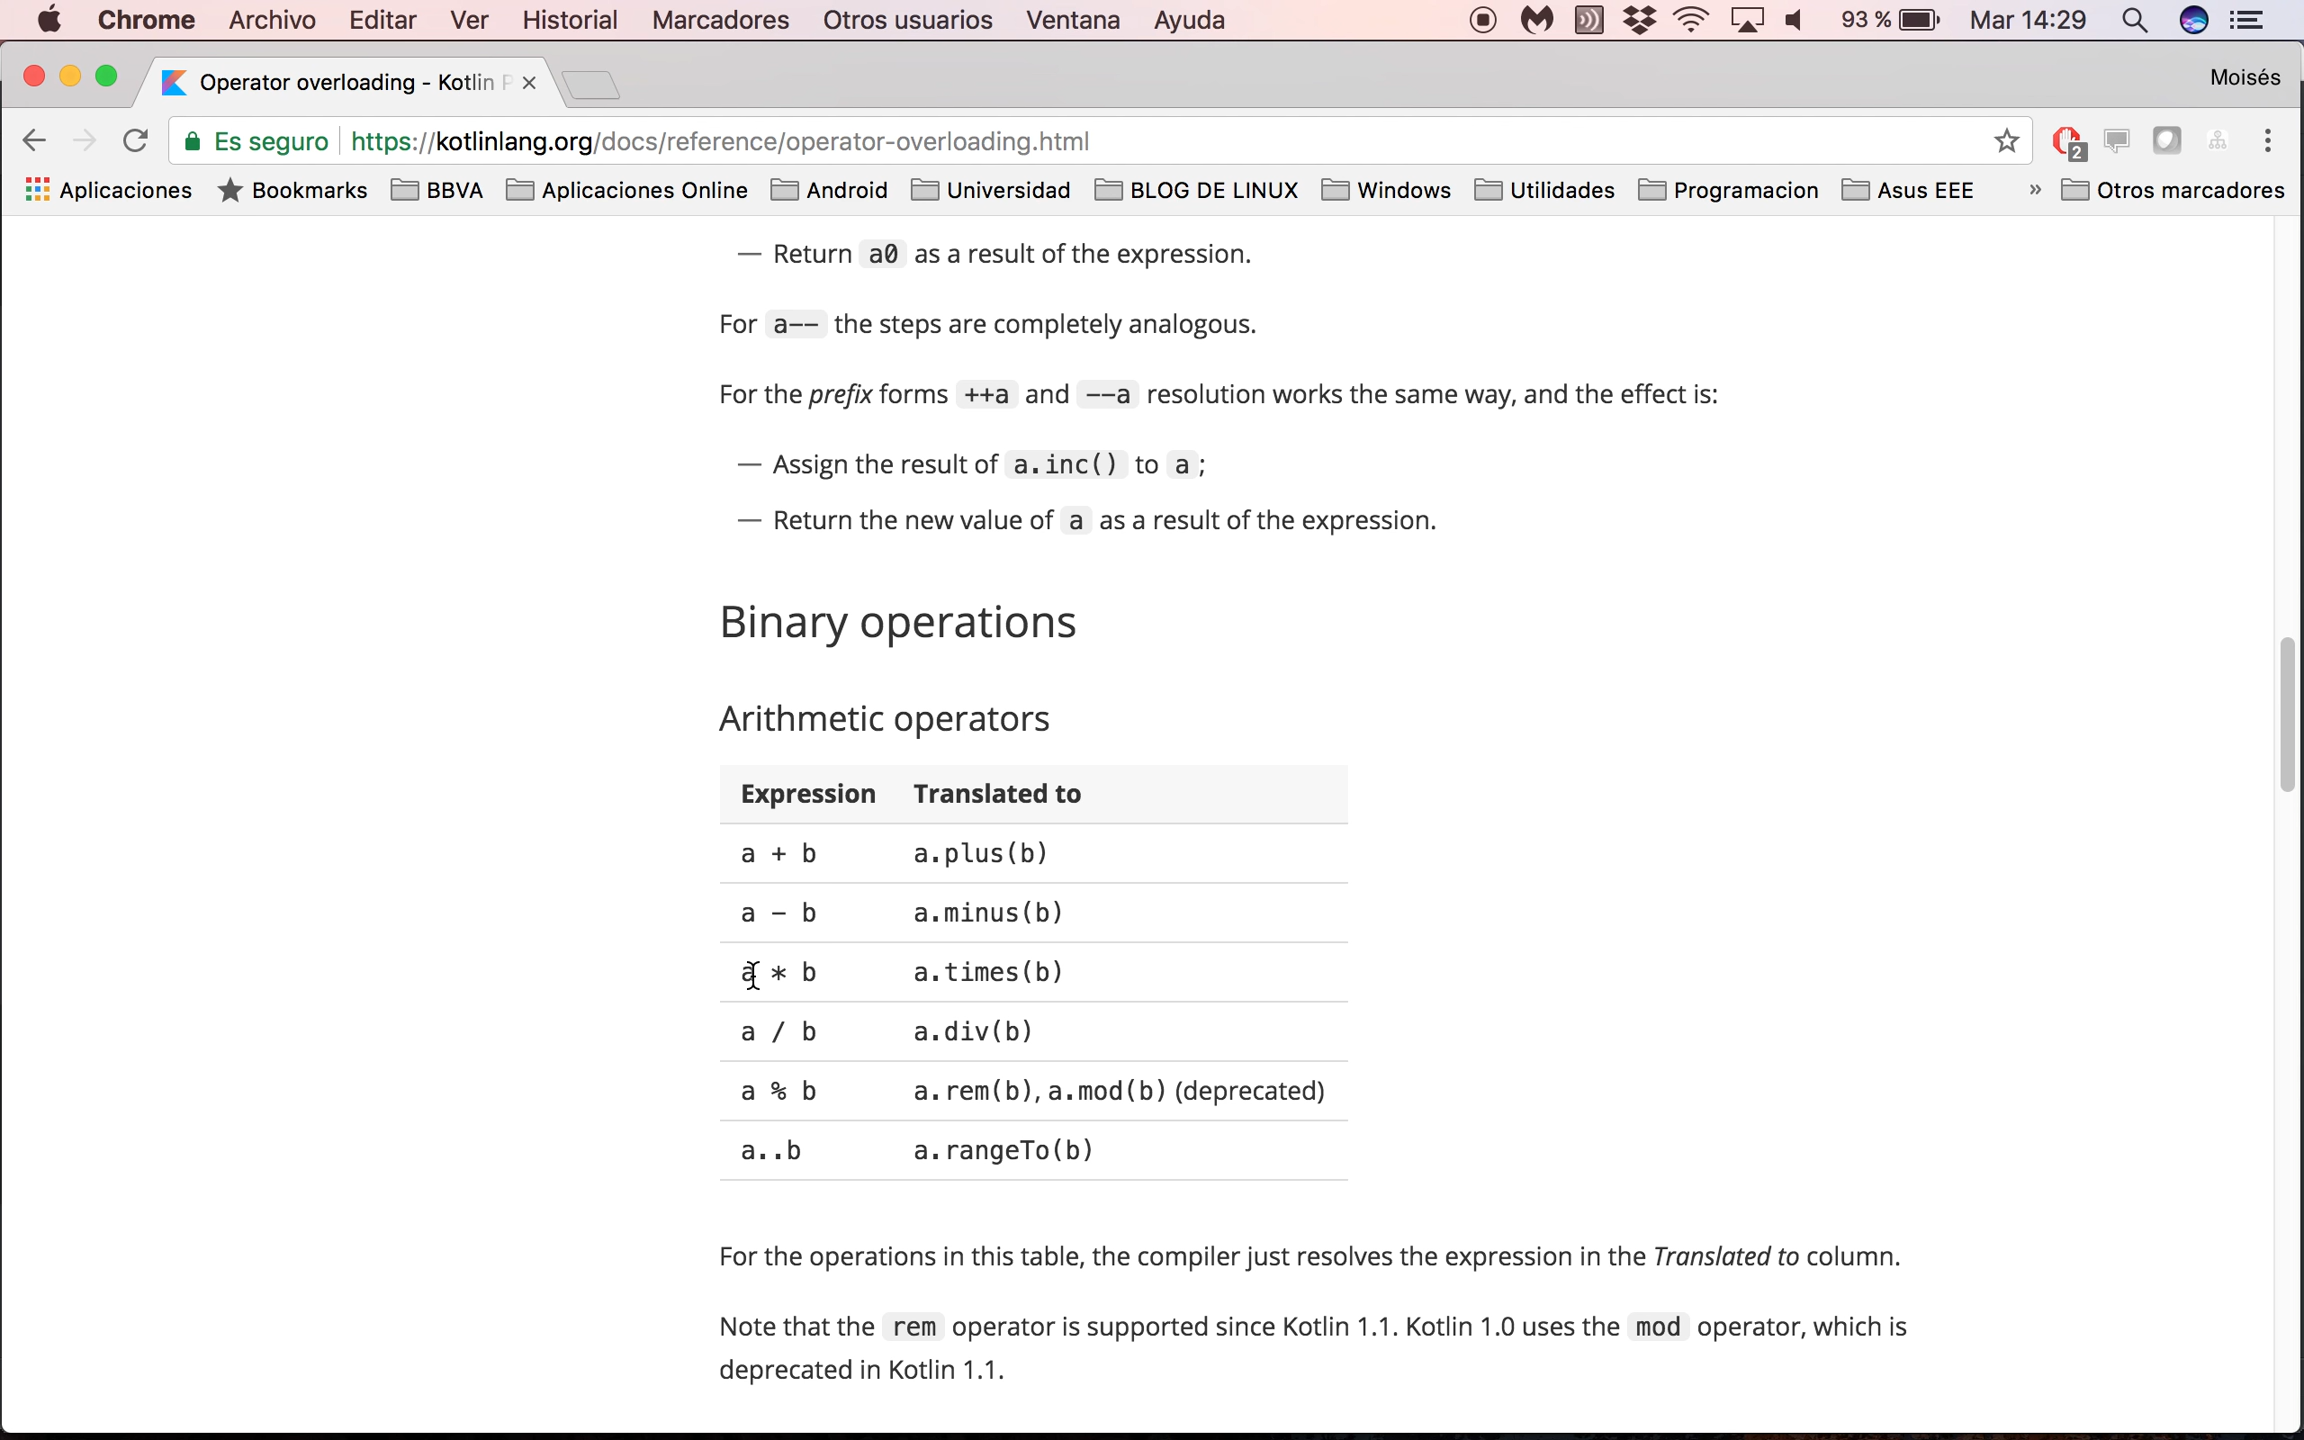 Chrome Archivo Editar Ver Historial Marcadores Otros usuarios Ventana Ayuda 93 % Mar 14:29
Operator overloading - Kotlin Moisés
Es seguro https://kotlinlang.org/docs/reference/operator-overloading.html 2
Aplicaciones Bookmarks BBVA Aplicaciones Online Android Universidad BLOG DE LINUX Windows Utilidades Programacion Asus EEE » Otros marcadores
— Return a0 as a result of the expression.
For a-- the steps are completely analogous.
For the prefix forms ++a and --a resolution works the same way, and the effect is:
— Assign the result of a.inc() to a;
— Return the new value of a as a result of the expression.
Binary operations
Arithmetic operators
Expression Translated to
a + b a.plus(b)
a - b a.minus(b)
a * b a.times(b)
a / b a.div(b)
a % b a.rem(b), a.mod(b) (deprecated)
a..b a.rangeTo(b)
For the operations in this table, the compiler just resolves the expression in the Translated to column.
Note that the rem operator is supported since Kotlin 1.1. Kotlin 1.0 uses the mod operator, which is
deprecated in Kotlin 1.1.